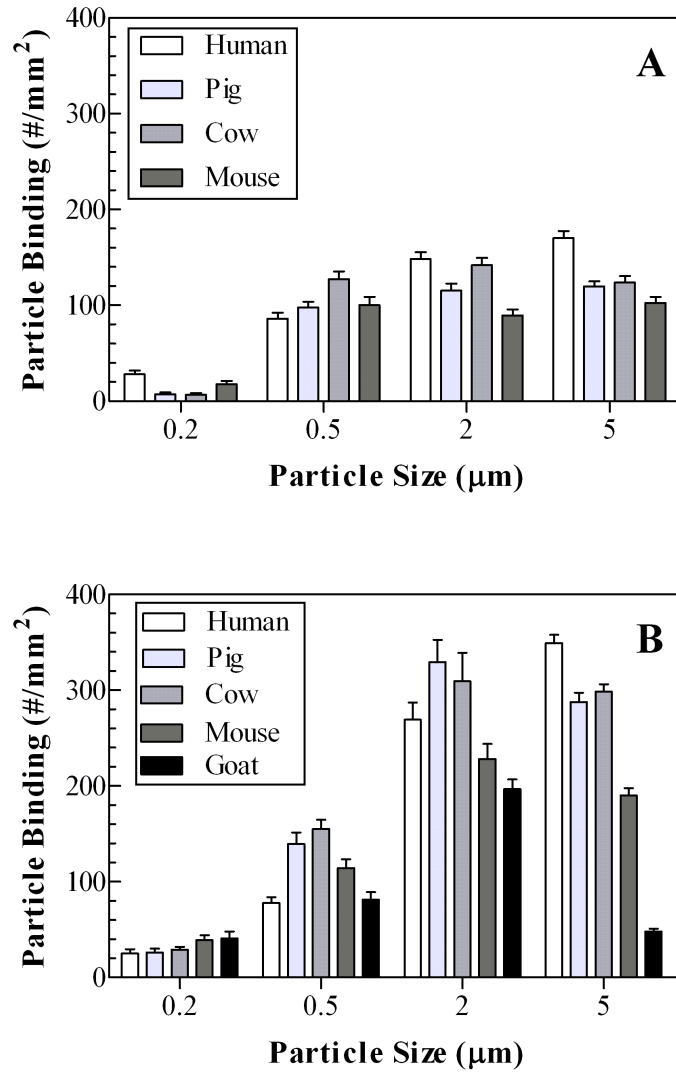 400
300
200
100
0
Particle Binding (#/mm²)
Human
Pig
Cow
Mouse
A
0.2 0.5 2 5
Particle Size (μm)
400
300
200
100
0
Particle Binding (#/mm²)
Human
Pig
Cow
Mouse
Goat
B
0.2 0.5 2 5
Particle Size (μm)